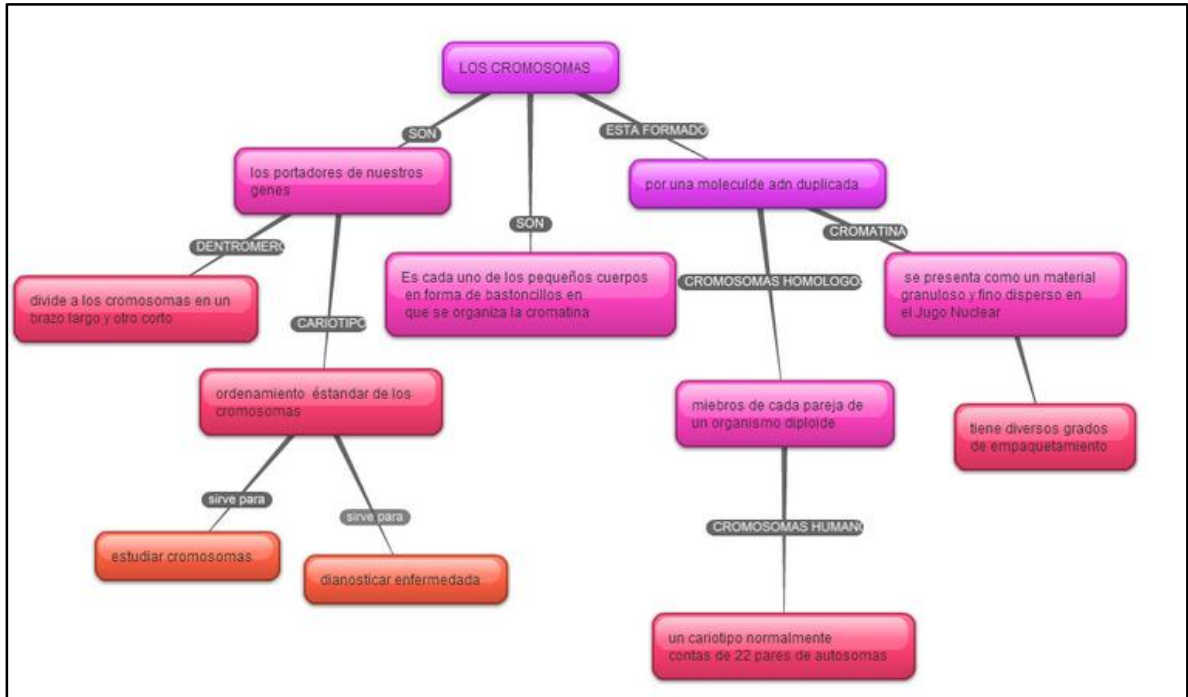 LOS CROMOSOMAS
SON
ESTA FORMADO
los portadores de nuestros
genes
por una moleculde adn duplicada
DENTROMERO
SON
CROMATINA
divide a los cromosomas en un
brazo largo y otro corto
CARIOTIPO
Es cada uno de los pequeños cuerpos
en forma de bastoncillos en
que se organiza la cromatina
CROMOSOMAS HOMOLOGOS
se presenta como un material
granuloso y fino disperso en
el Jugo Nuclear
ordenamiento éstandar de los
cromosomas
miebros de cada pareja de
un organismo diploide
tiene diversos grados
de empaquetamiento
sirve para
sirve para
CROMOSOMAS HUMANO
estudiar cromosomas
dianosticar enfermedada
un cariotipo normalmente
contas de 22 pares de autosomas